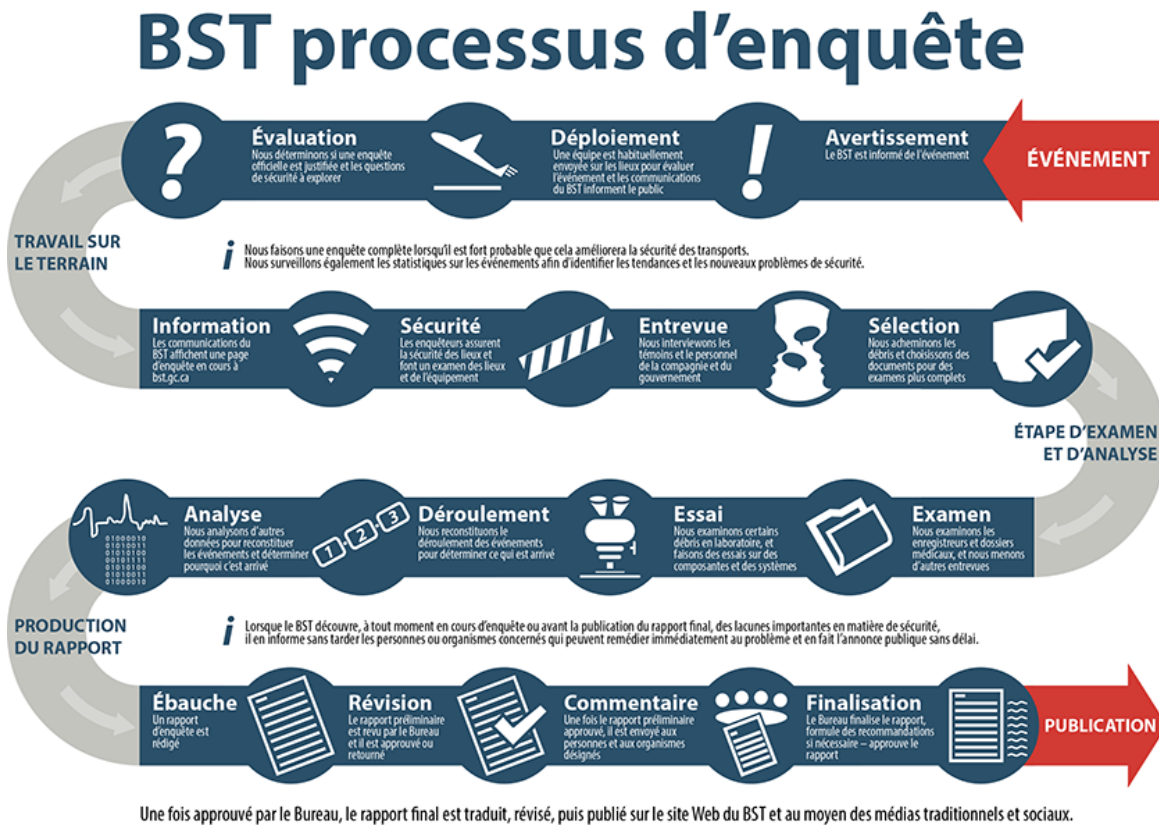 BST processus d'enquête
Évaluation
Nous déterminons si une enquête
officielle est justifiée et les questions
de sécurité à explorer
Déploiement
Une équipe est habituellement
envoyée sur les lieux pour évaluer
l'événement et les communications
du BST informent le public
Avertissement
Le BST est informé de l'événement
ÉVÉNEMENT
TRAVAIL SUR
LE TERRAIN
Nous faisons une enquête complète lorsqu'il est fort probable que cela améliorera la sécurité des transports.
Nous surveillons également les statistiques sur les événements afin d'identifier les tendances et les nouveaux problèmes de sécurité.
Information
Les communications du
BST affichent une page
d'enquête en cours à
bst.gc.ca
Sécurité
Les enquêteurs assurent
la sécurité des lieux et
font un examen des lieux
et de l'équipement
Entrevue
Nous interviewons les
témoins et le personnel
de la compagnie et du
gouvernement
Sélection
Nous acheminons les
débris et choisissons des
documents pour des
examens plus complets
ÉTAPE D'EXAMEN
ET D'ANALYSE
Analyse
Nous analysons d'autres
données pour reconstituer
les événements et déterminer
pourquoi c'est arrivé
1 2 3
Déroulement
Nous reconstituons le
déroulement des événements
pour déterminer ce qui est arrivé
Essai
Nous examinons certains
débris en laboratoire, et
faisons des essais sur des
composantes et des systèmes
Examen
Nous examinons les
enregistreurs et dossiers
médicaux, et nous menons
d'autres entrevues
PRODUCTION
DU RAPPORT
Lorsque le BST découvre, à tout moment en cours d'enquête ou avant la publication du rapport final, des lacunes importantes en matière de sécurité,
il en informe sans tarder les personnes ou organismes concernés qui peuvent remédier immédiatement au problème et en fait l'annonce publique sans délai.
Ébauche
Un rapport
d'enquête est
rédigé
Révision
Le rapport préliminaire
est revu par le Bureau
et il est approuvé ou
retourné
Commentaire
Une fois le rapport préliminaire
approuvé, il est envoyé aux
personnes et aux organismes
désignés
Finalisation
Le Bureau finalise le rapport,
formule des recommandations
si nécessaire – approuve le
rapport
PUBLICATION
Une fois approuvé par le Bureau, le rapport final est traduit, révisé, puis publié sur le site Web du BST et au moyen des médias traditionnels et sociaux.